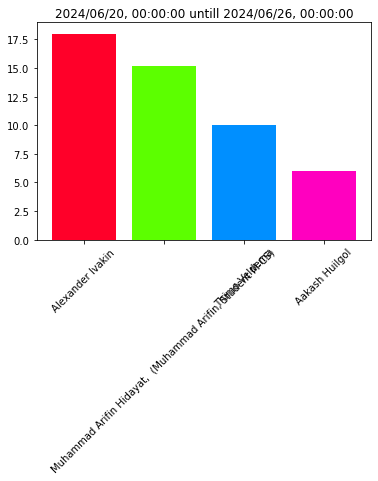 2024/06/20, 00:00:00 untill 2024/06/26, 00:00:00
17.5
15.0
12.5
10.0
7.5
5.0
2.5
0.0
Alexander Ivakin
Muhammad Arifin Hidayat, (Muhammad Arifin, Student M-CS)
Aakash Huilgol